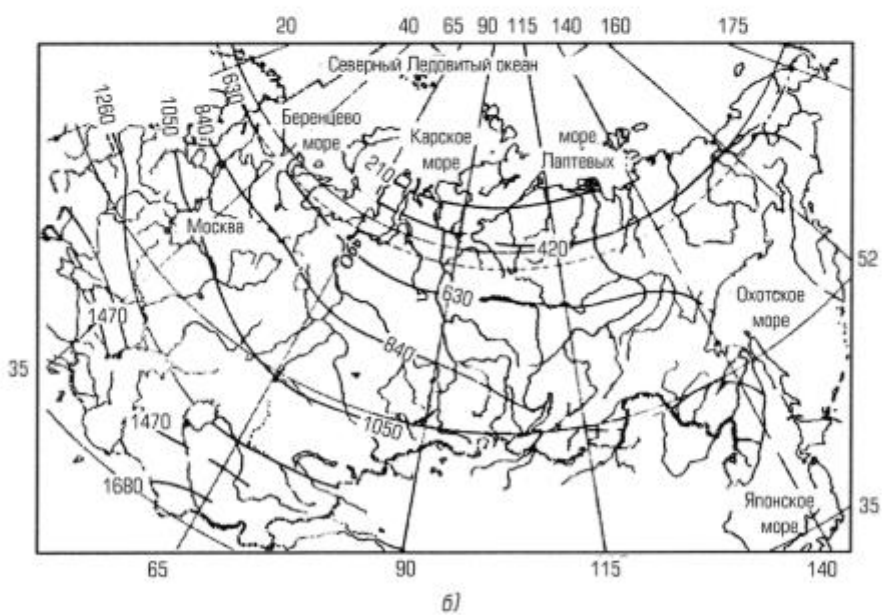 20 40 65 90 115 140 160 175
Северный Ледовитый океан
1260
1050
840
630
Беренцево
море
Карское
море
море
Лаптевых
210
Москва
Обь
420
52
630
Охотское
море
1470
840
35
1050
1470
1680
Японское
море
35
65 90 115 140
б)